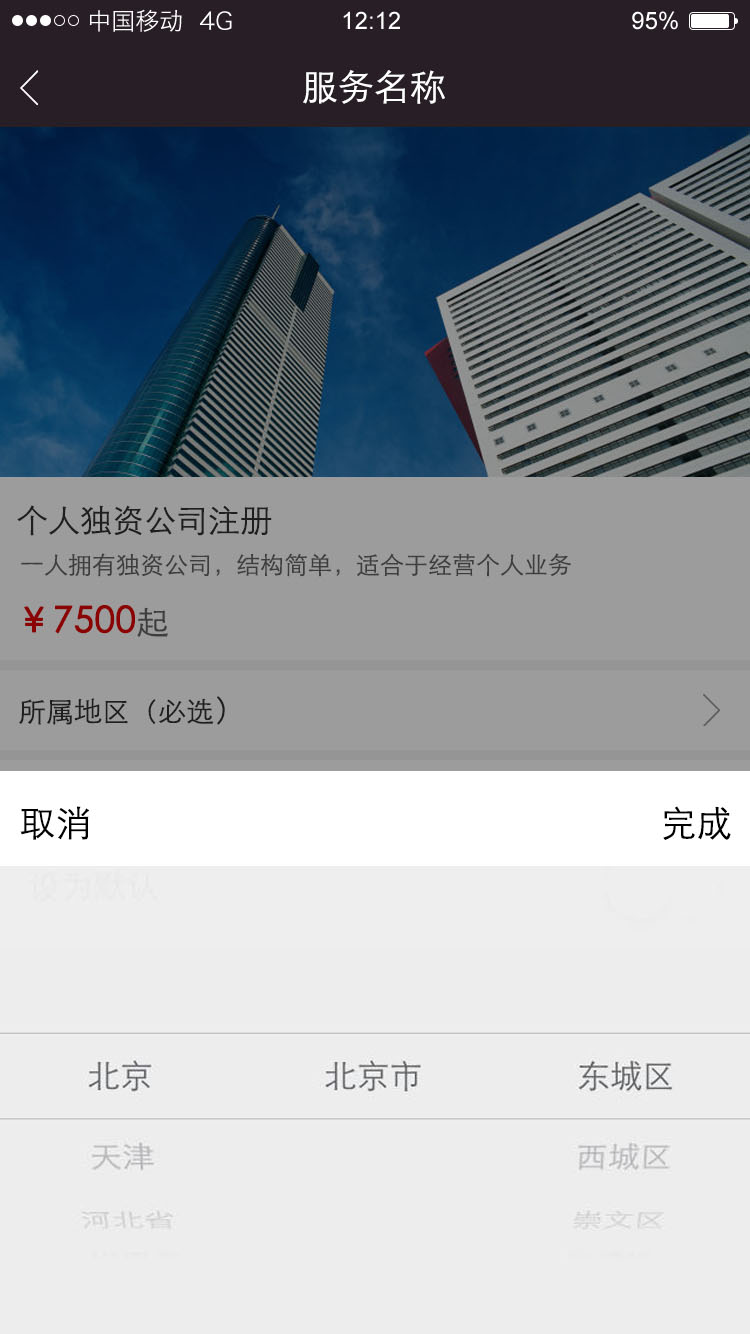 中国移动 4G 12:12 95%
服务名称
个人独资公司注册
一人拥有独资公司，结构简单，适合于经营个人业务
¥7500起
所属地区（必选）
取消 完成
设为默认
北京 北京市 东城区
天津 西城区
河北省 崇文区